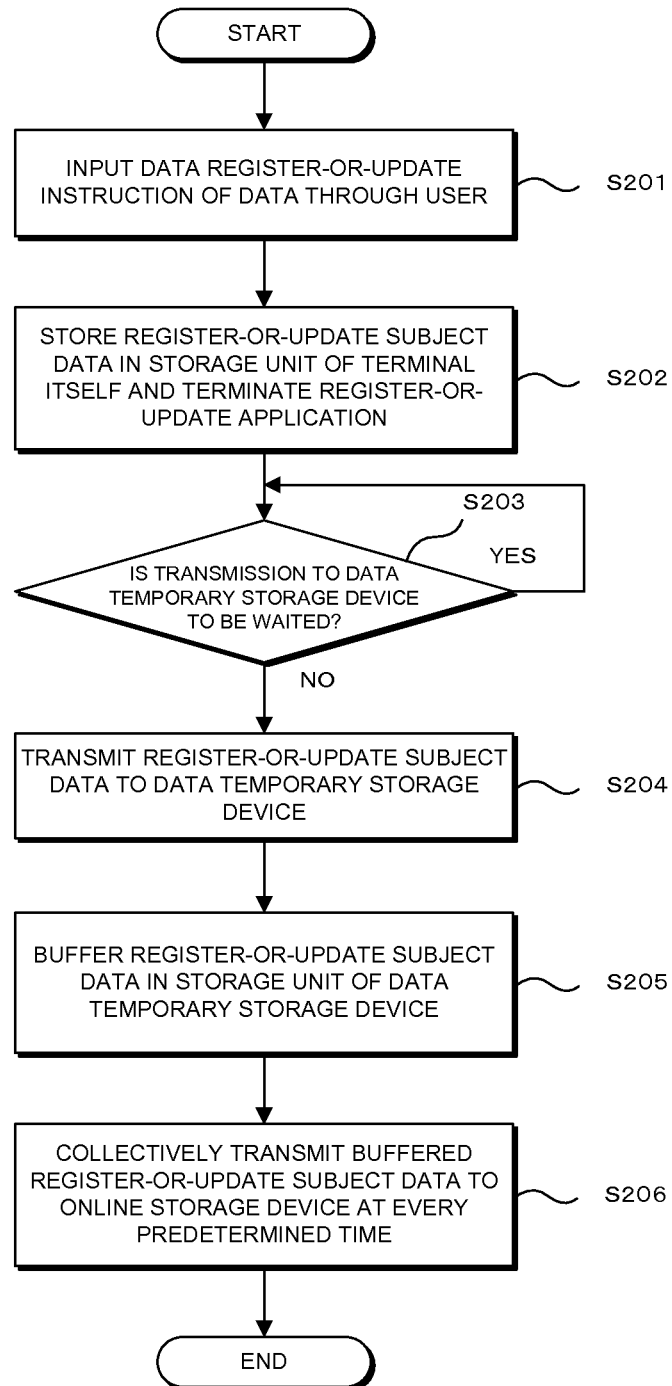 START
INPUT DATA REGISTER-OR-UPDATE
INSTRUCTION OF DATA THROUGH USER
S201
STORE REGISTER-OR-UPDATE SUBJECT
DATA IN STORAGE UNIT OF TERMINAL
ITSELF AND TERMINATE REGISTER-OR-
UPDATE APPLICATION
S202
S203
YES
IS TRANSMISSION TO DATA
TEMPORARY STORAGE DEVICE
TO BE WAITED?
NO
TRANSMIT REGISTER-OR-UPDATE SUBJECT
DATA TO DATA TEMPORARY STORAGE
DEVICE
S204
BUFFER REGISTER-OR-UPDATE SUBJECT
DATA IN STORAGE UNIT OF DATA
TEMPORARY STORAGE DEVICE
S205
COLLECTIVELY TRANSMIT BUFFERED
REGISTER-OR-UPDATE SUBJECT DATA TO
ONLINE STORAGE DEVICE AT EVERY
PREDETERMINED TIME
S206
END